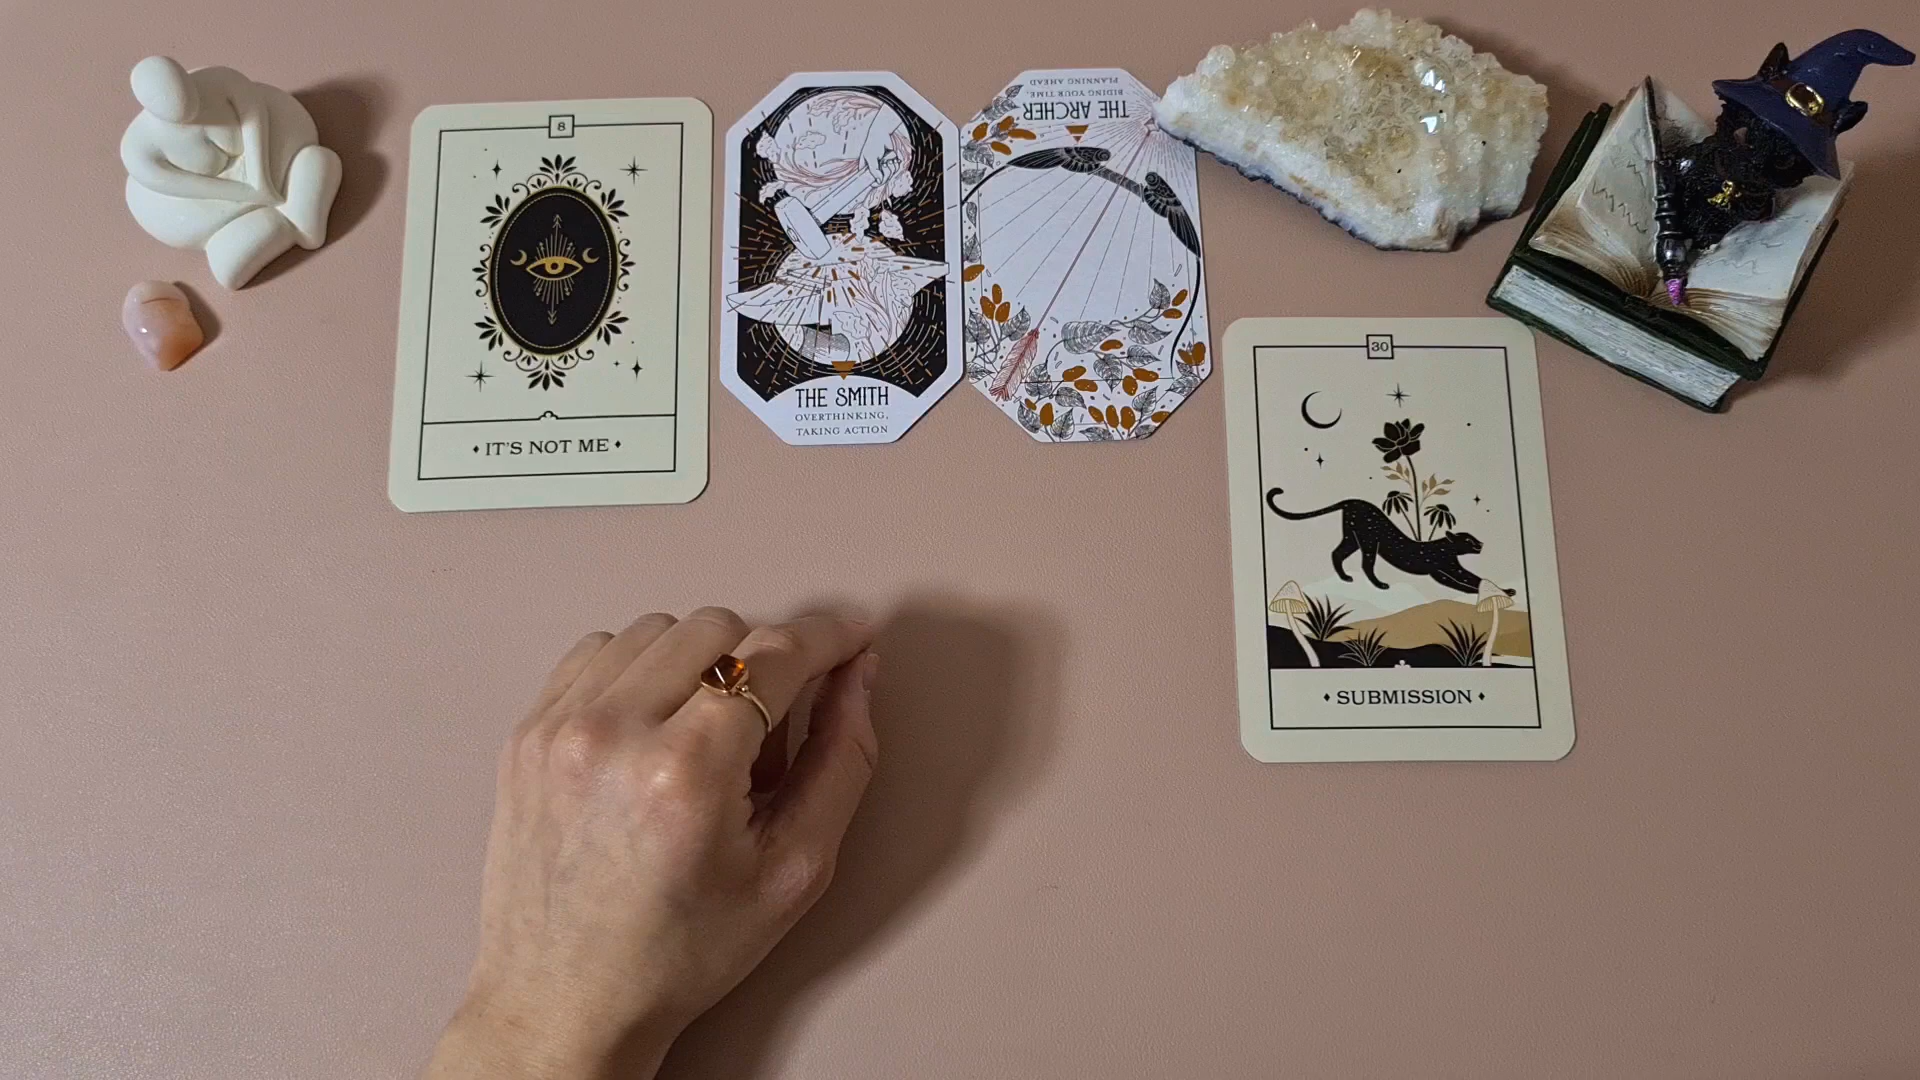 8
IT'S NOT ME
THE SMITH
OVERTHINKING,
TAKING ACTION
THE ARCHER
BIDING YOUR TIME,
PLANNING AHEAD
30
SUBMISSION